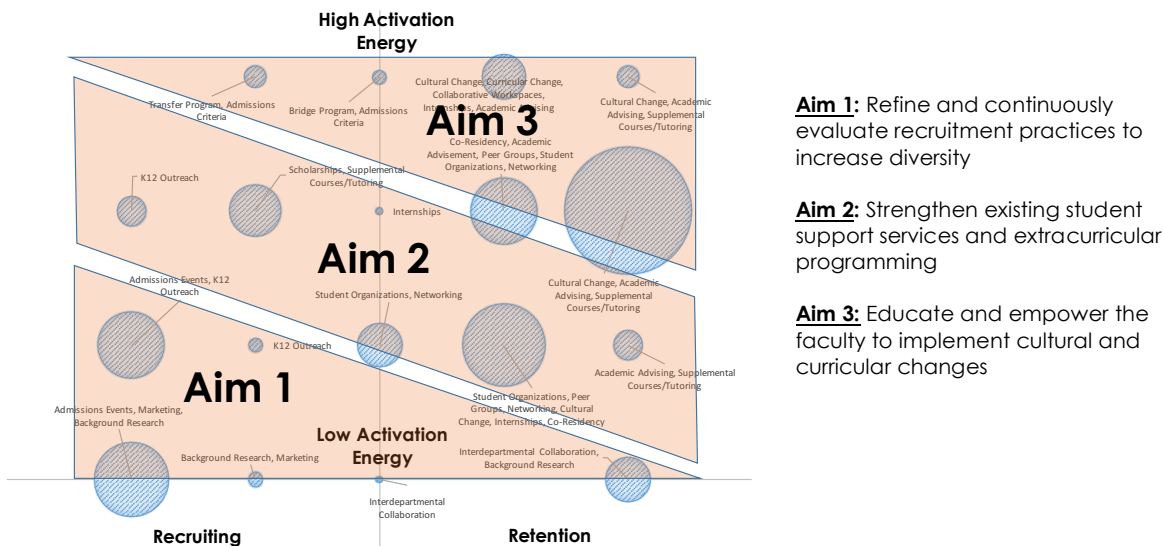 High Activation
Energy
Transfer Program, Admissions
Criteria
Bridge Program, Admissions
Criteria
Cultural Change, Curricular Change,
Collaborative Workspaces,
Internships, Academic Advising
Cultural Change, Academic
Advising, Supplemental
Courses/Tutoring
Aim 3
Co-Residency, Academic
Advisement, Peer Groups, Student
Organizations, Networking
K12 Outreach
Scholarships, Supplemental
Courses/Tutoring
Internships
Aim 2
Cultural Change, Academic
Advising, Supplemental
Courses/Tutoring
Admissions Events, K12
Outreach
Student Organizations, Networking
K12 Outreach
Academic Advising, Supplemental
Courses/Tutoring
Aim 1
Student Organizations, Peer
Groups, Networking, Cultural
Change, Internships, Co-Residency
Admissions Events, Marketing,
Background Research
Low Activation
Energy
Background Research, Marketing
Interdepartmental Collaboration,
Background Research
Interdepartmental
Collaboration
Recruiting
Retention
Aim 1: Refine and continuously
evaluate recruitment practices to
increase diversity
Aim 2: Strengthen existing student
support services and extracurricular
programming
Aim 3: Educate and empower the
faculty to implement cultural and
curricular changes